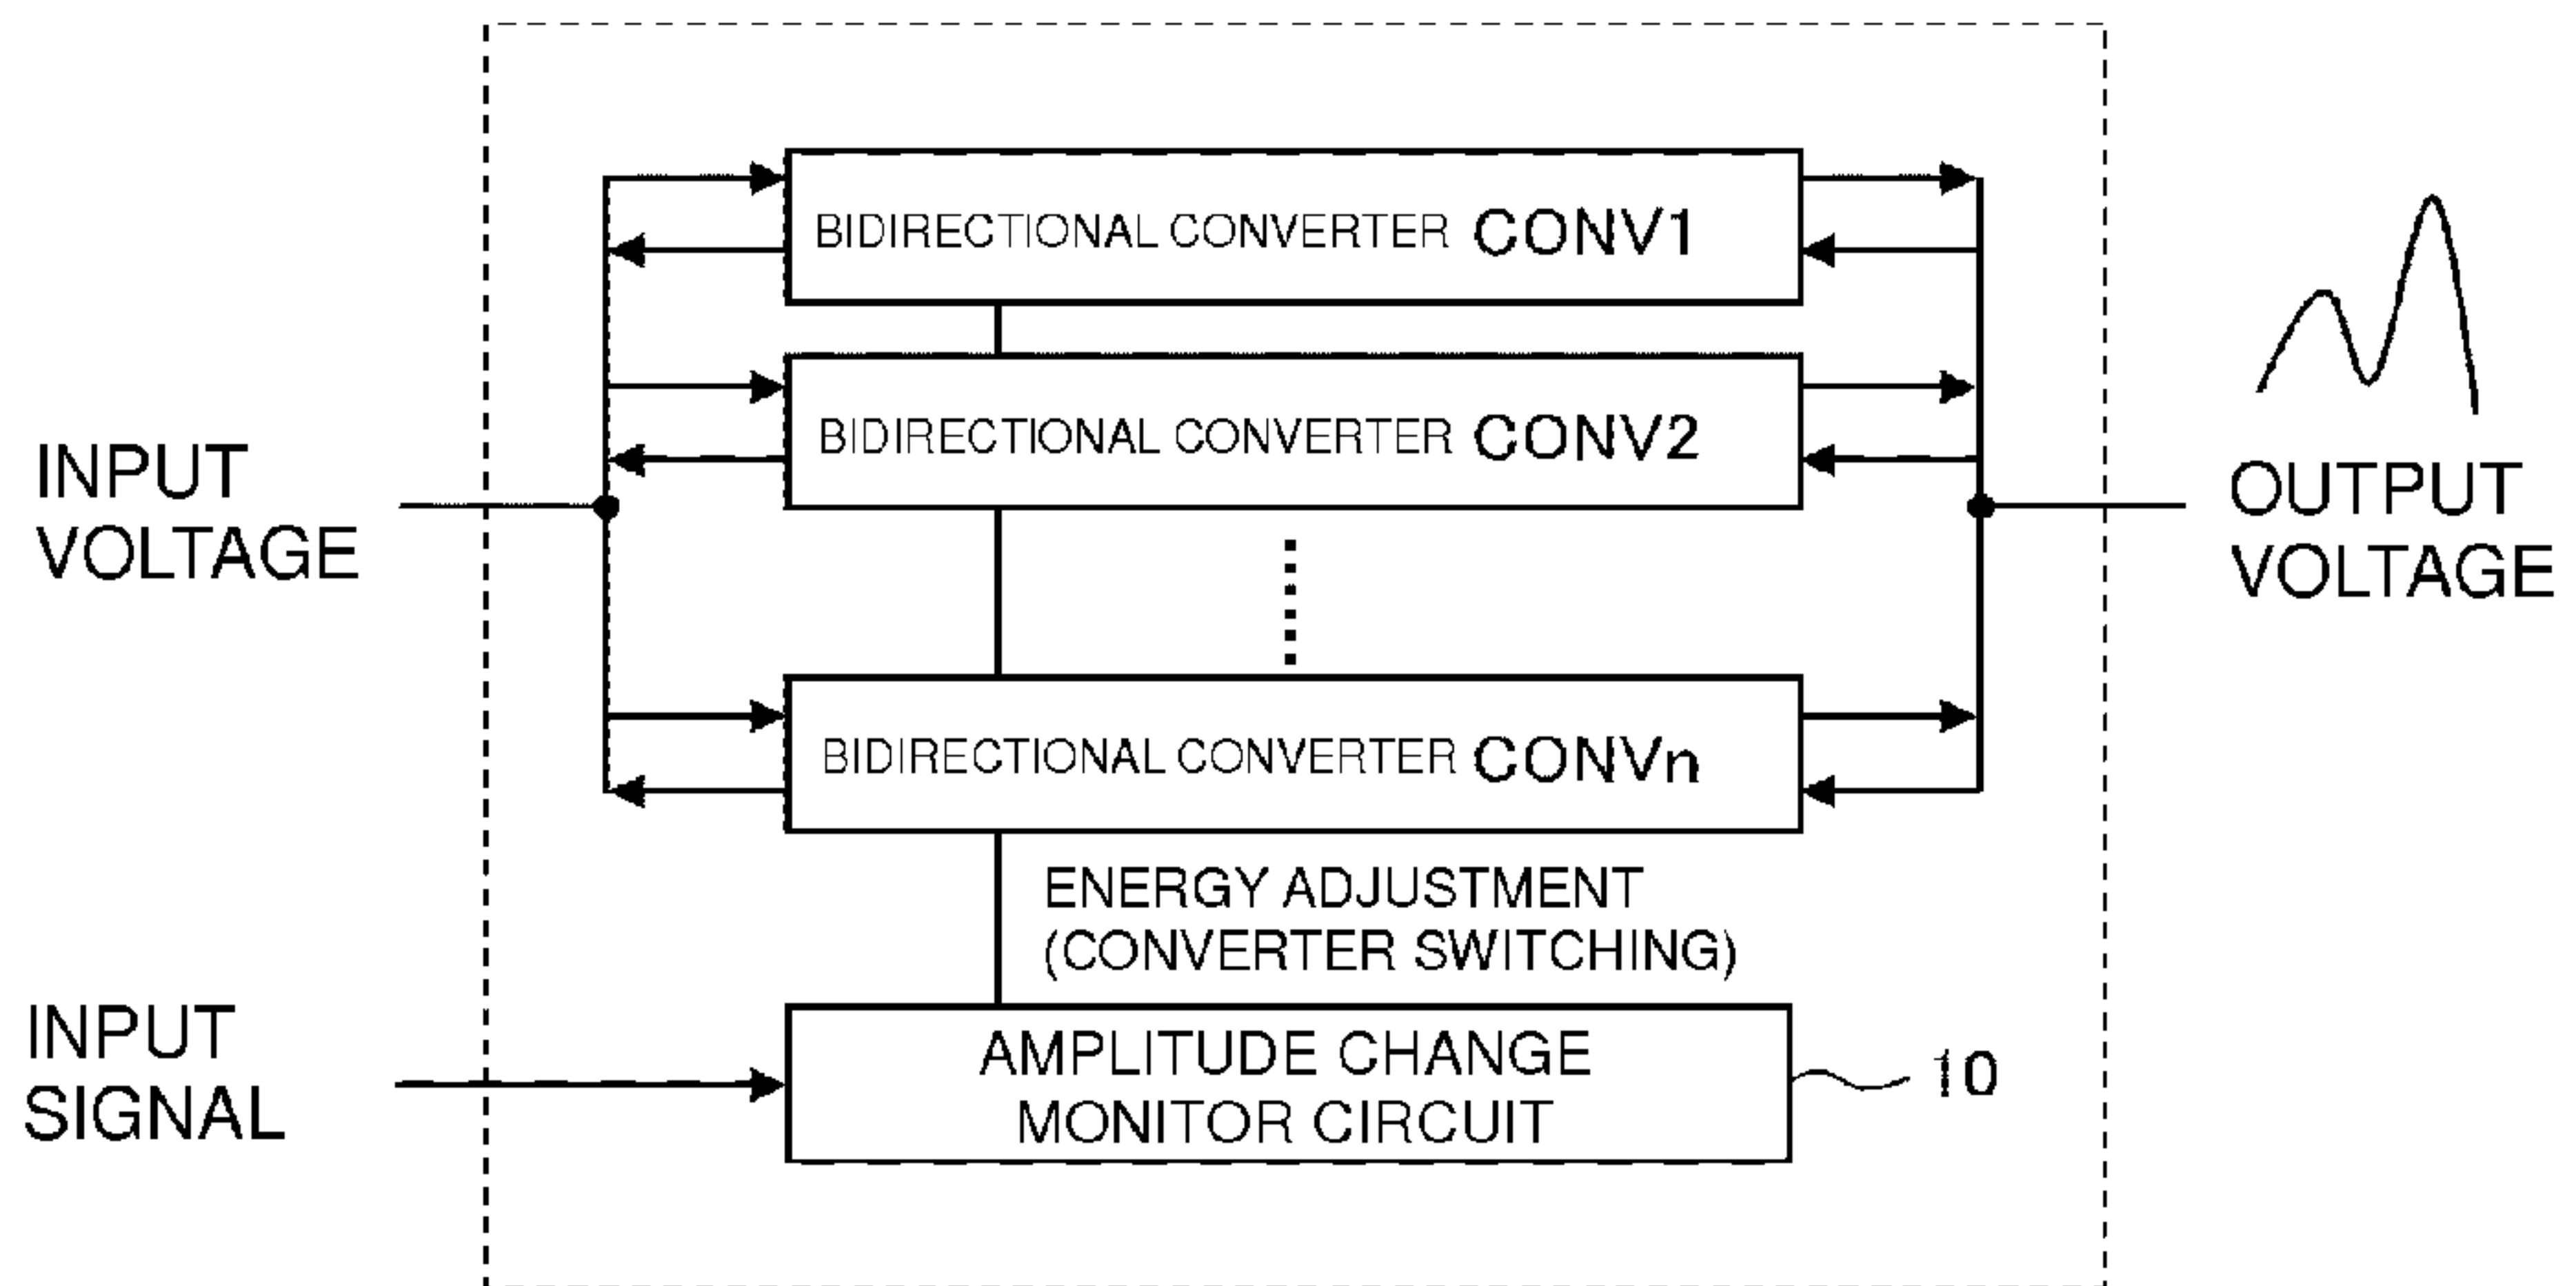 BIDIRECTIONAL CONVERTER CONV1
BIDIRECTIONAL CONVERTER CONV2
INPUT
VOLTAGE
OUTPUT
VOLTAGE
BIDIRECTIONAL CONVERTER CONVn
ENERGY ADJUSTMENT
(CONVERTER SWITCHING)
INPUT
SIGNAL
AMPLITUDE CHANGE
MONITOR CIRCUIT
10